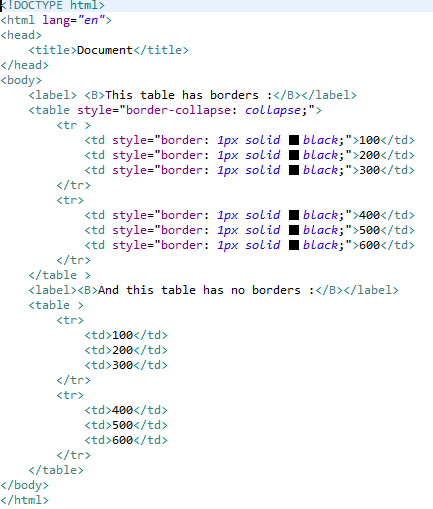 <!DOCTYPE html>
<html lang="en">
<head>
    <title>Document</title>
</head>
<body>
    <label> <B>This table has borders :</B></label>
    <table style="border-collapse: collapse;">
        <tr >
            <td style="border: 1px solid black;">100</td>
            <td style="border: 1px solid black;">200</td>
            <td style="border: 1px solid black;">300</td>
        </tr>
        <tr>
            <td style="border: 1px solid black;">400</td>
            <td style="border: 1px solid black;">500</td>
            <td style="border: 1px solid black;">600</td>
        </tr>
    </table >
    <label><B>And this table has no borders :</B></label>
    <table >
        <tr>
            <td>100</td>
            <td>200</td>
            <td>300</td>
        </tr>
        <tr>
            <td>400</td>
            <td>500</td>
            <td>600</td>
        </tr>
    </table>
</body>
</html>